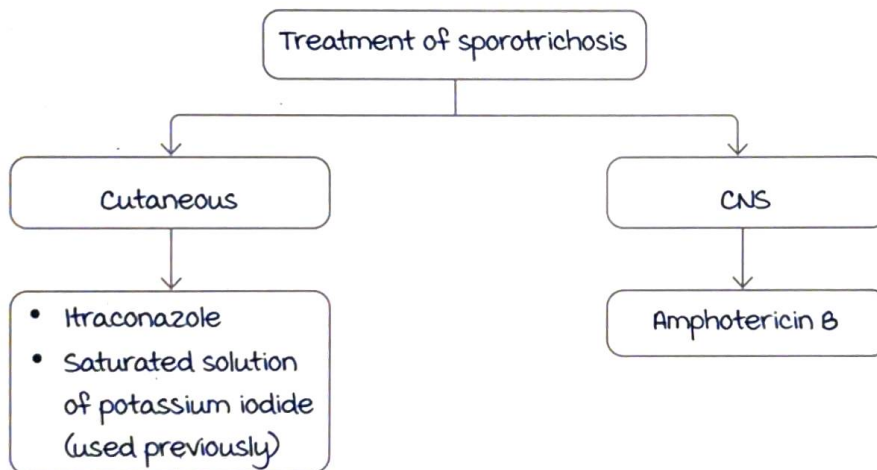 Treatment of sporotrichosis
Cutaneous
CNS
• Itraconazole
• Saturated solution
of potassium iodide
(used previously)
Amphotericin B